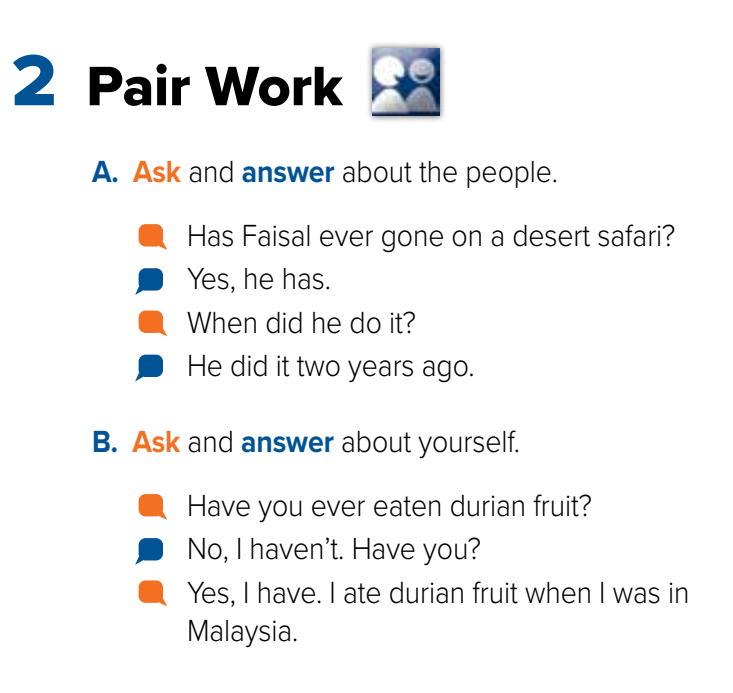 2 Pair Work
A. Ask and answer about the people.
Has Faisal ever gone on a desert safari?
Yes, he has.
When did he do it?
He did it two years ago.
B. Ask and answer about yourself.
Have you ever eaten durian fruit?
No, I haven’t. Have you?
Yes, I have. I ate durian fruit when I was in
Malaysia.